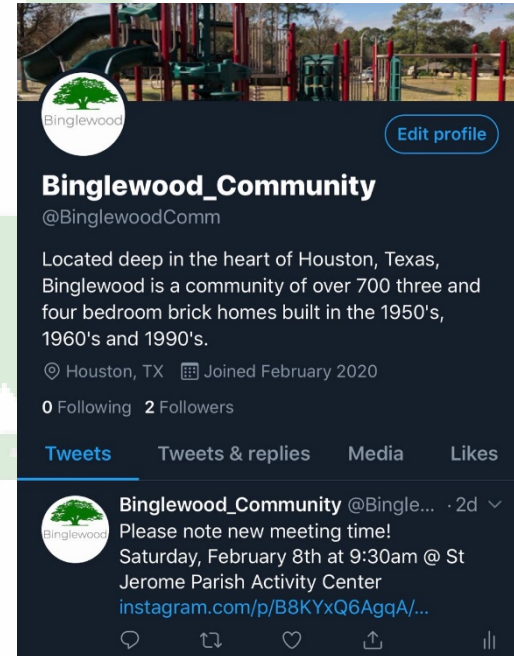 Binglewood
Edit profile
Binglewood_Community
@BinglewoodComm
Located deep in the heart of Houston, Texas,
Binglewood is a community of over 700 three and
four bedroom brick homes built in the 1950's,
1960's and 1990's.
Houston, TX Joined February 2020
0 Following 2 Followers
Tweets Tweets & replies Media Likes
Binglewood_Community @Bingle... · 2d
Binglewood
Please note new meeting time!
Saturday, February 8th at 9:30am @ St
Jerome Parish Activity Center
instagram.com/p/B8KYxQ6AgqA/...